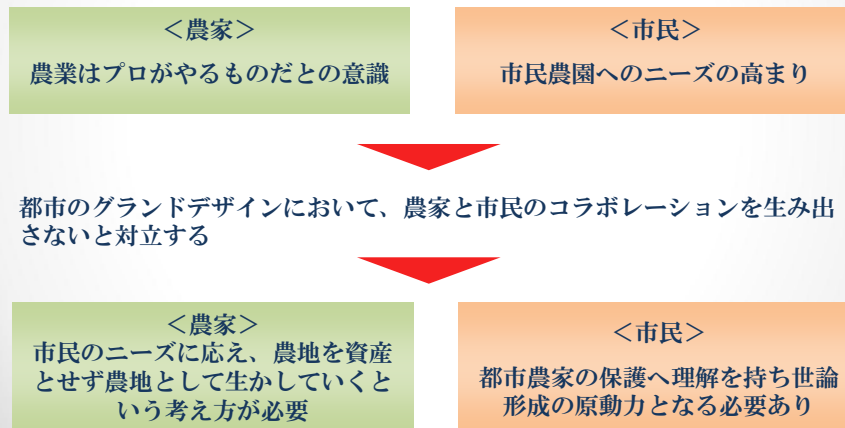 ＜農家＞
農業はプロがやるものだとの意識
＜市民＞
市民農園へのニーズの高まり
都市のグランドデザインにおいて、農家と市民のコラボレーションを生み出
さないと対立する
＜農家＞
市民のニーズに応え、農地を資産
とせず農地として生かしていくと
いう考え方が必要
＜市民＞
都市農家の保護へ理解を持ち世論
形成の原動力となる必要あり